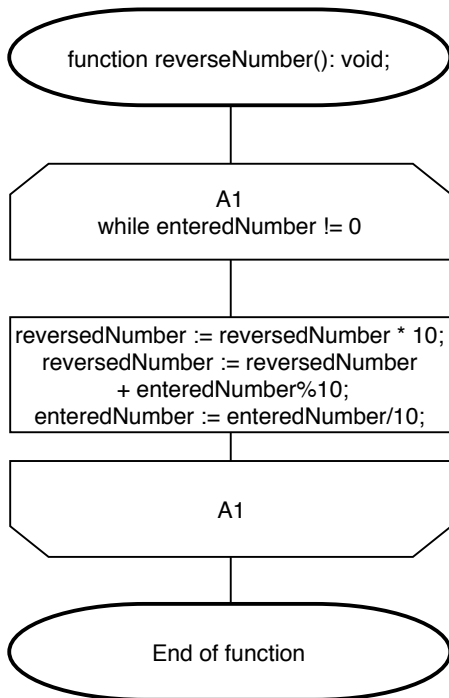 function reverseNumber(): void;
A1
while enteredNumber != 0
reversedNumber := reversedNumber * 10;
reversedNumber := reversedNumber
+ enteredNumber%10;
enteredNumber := enteredNumber/10;
A1
End of function